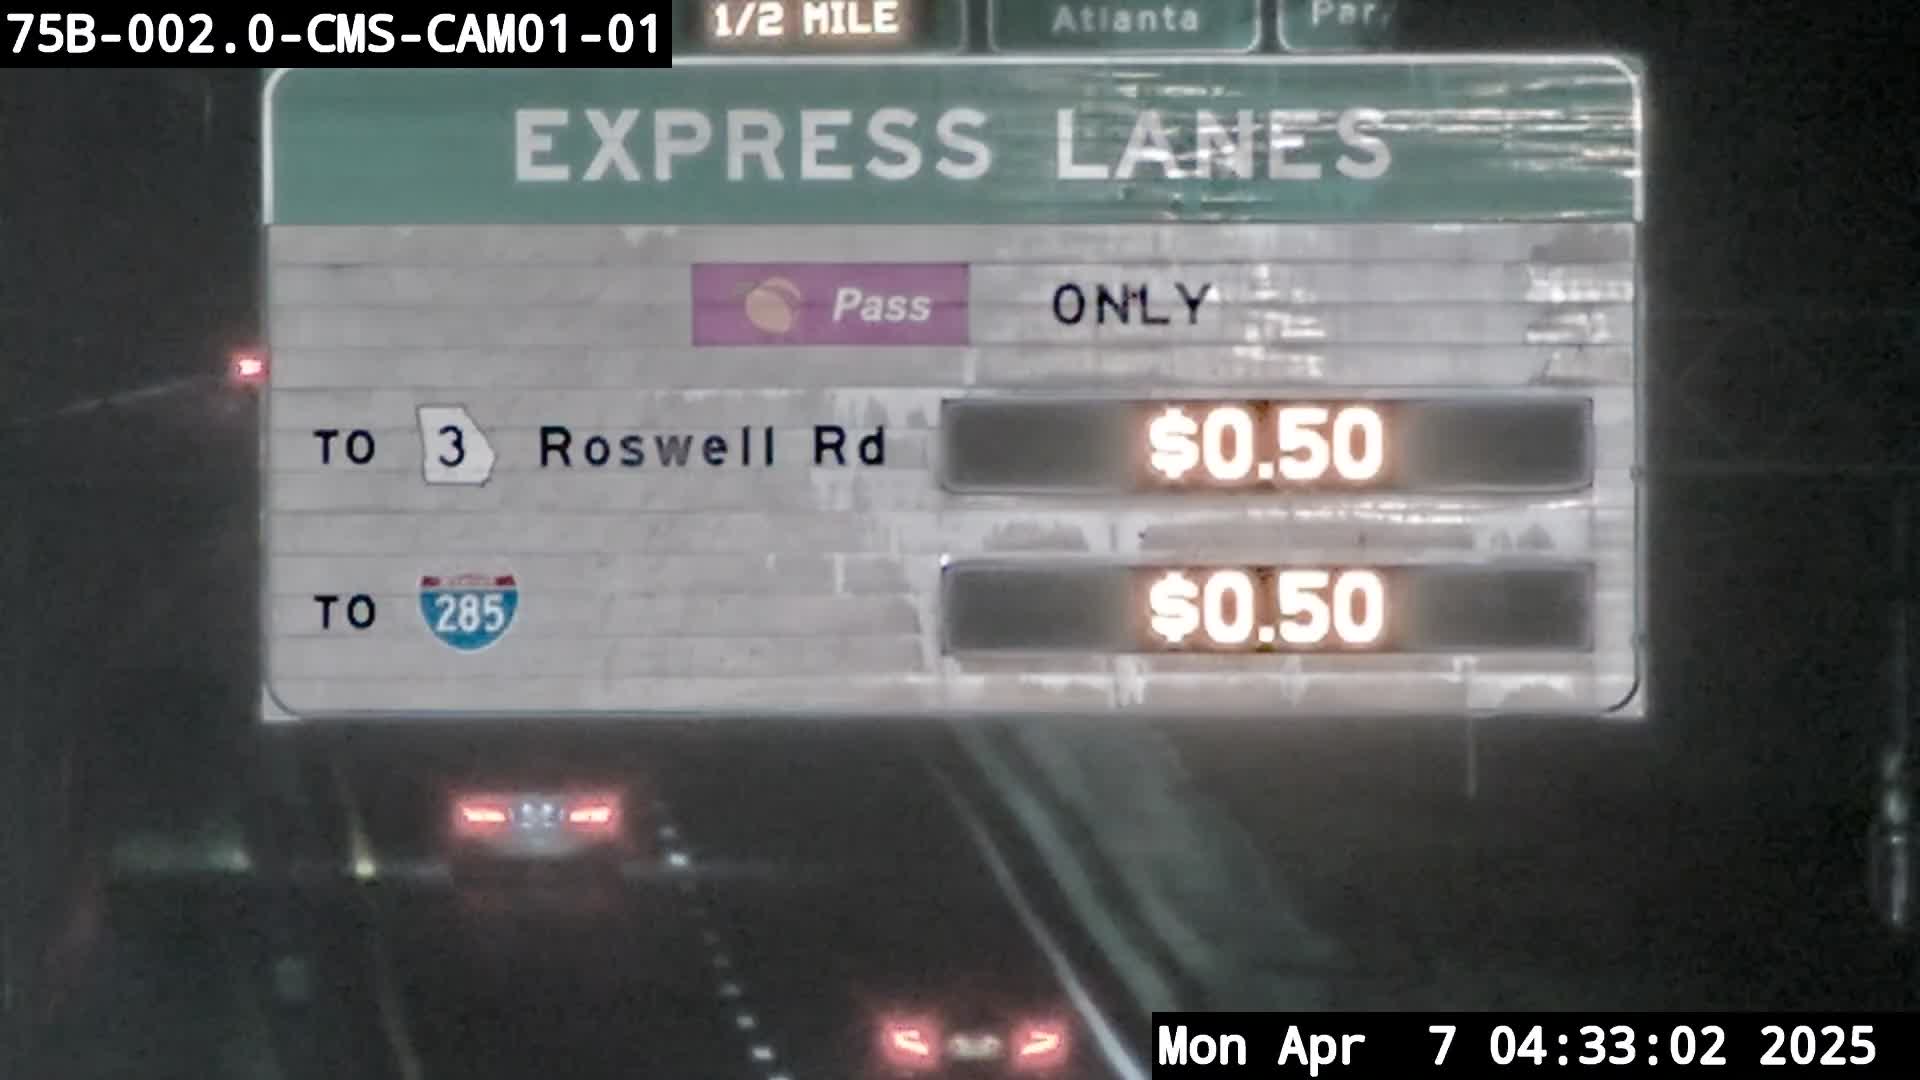 75B-002.0-CMS-CAM01-01
1/2 MILE
Atlanta
EXPRESS LANES
Pass ONLY
TO 3 Roswell Rd $0.50
TO 285 $0.50
Mon Apr 7 04:33:02 2025